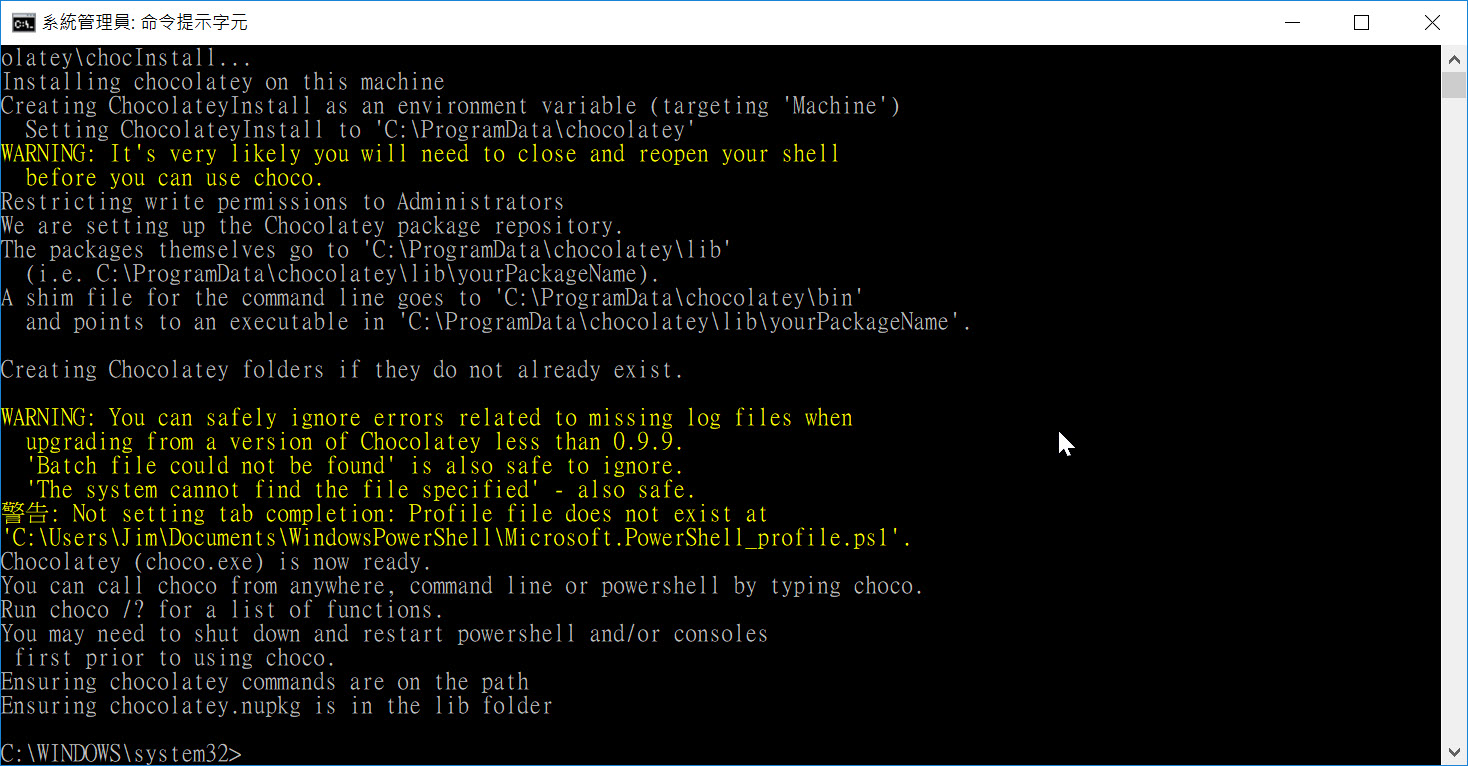 系統管理員: 命令提示字元
olatey\chocInstall...
Installing chocolatey on this machine
Creating ChocolateyInstall as an environment variable (targeting 'Machine')
  Setting ChocolateyInstall to 'C:\ProgramData\chocolatey'
WARNING: It's very likely you will need to close and reopen your shell
  before you can use choco.
Restricting write permissions to Administrators
We are setting up the Chocolatey package repository.
The packages themselves go to 'C:\ProgramData\chocolatey\lib'
  (i.e. C:\ProgramData\chocolatey\lib\yourPackageName).
A shim file for the command line goes to 'C:\ProgramData\chocolatey\bin'
  and points to an executable in 'C:\ProgramData\chocolatey\lib\yourPackageName'.

Creating Chocolatey folders if they do not already exist.

WARNING: You can safely ignore errors related to missing log files when
  upgrading from a version of Chocolatey less than 0.9.9.
  'Batch file could not be found' is also safe to ignore.
  'The system cannot find the file specified' - also safe.
警告: Not setting tab completion: Profile file does not exist at
'C:\Users\Jim\Documents\WindowsPowerShell\Microsoft.PowerShell_profile.ps1'.
Chocolatey (choco.exe) is now ready.
You can call choco from anywhere, command line or powershell by typing choco.
Run choco /? for a list of functions.
You may need to shut down and restart powershell and/or consoles
 first prior to using choco.
Ensuring chocolatey commands are on the path
Ensuring chocolatey.nupkg is in the lib folder

C:\WINDOWS\system32>